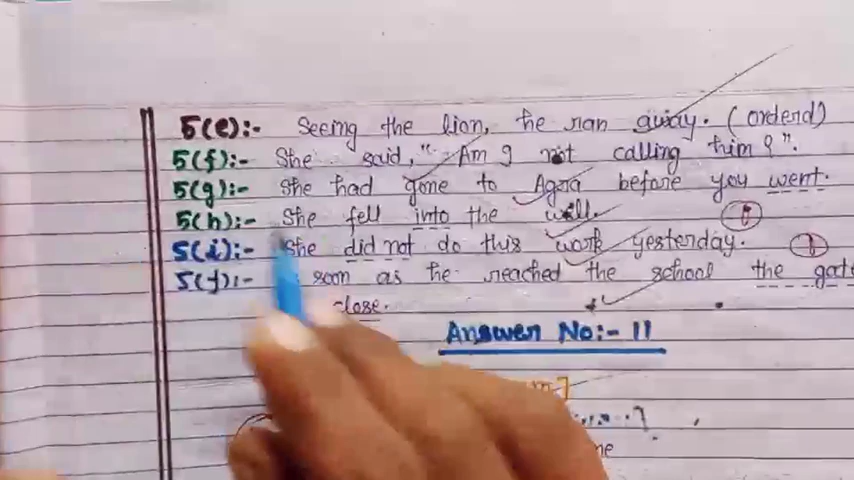 5(e):- Seeing the lion, he ran away. (orderd)
5(f):- She said, "Am I not calling him?".
5(g):- She had gone to Agra before you went.
5(h):- She fell into the well.
5(i):- She did not do this work yesterday.
5(j):- soon as he reached the school the gate
close.
Answer No:- 11